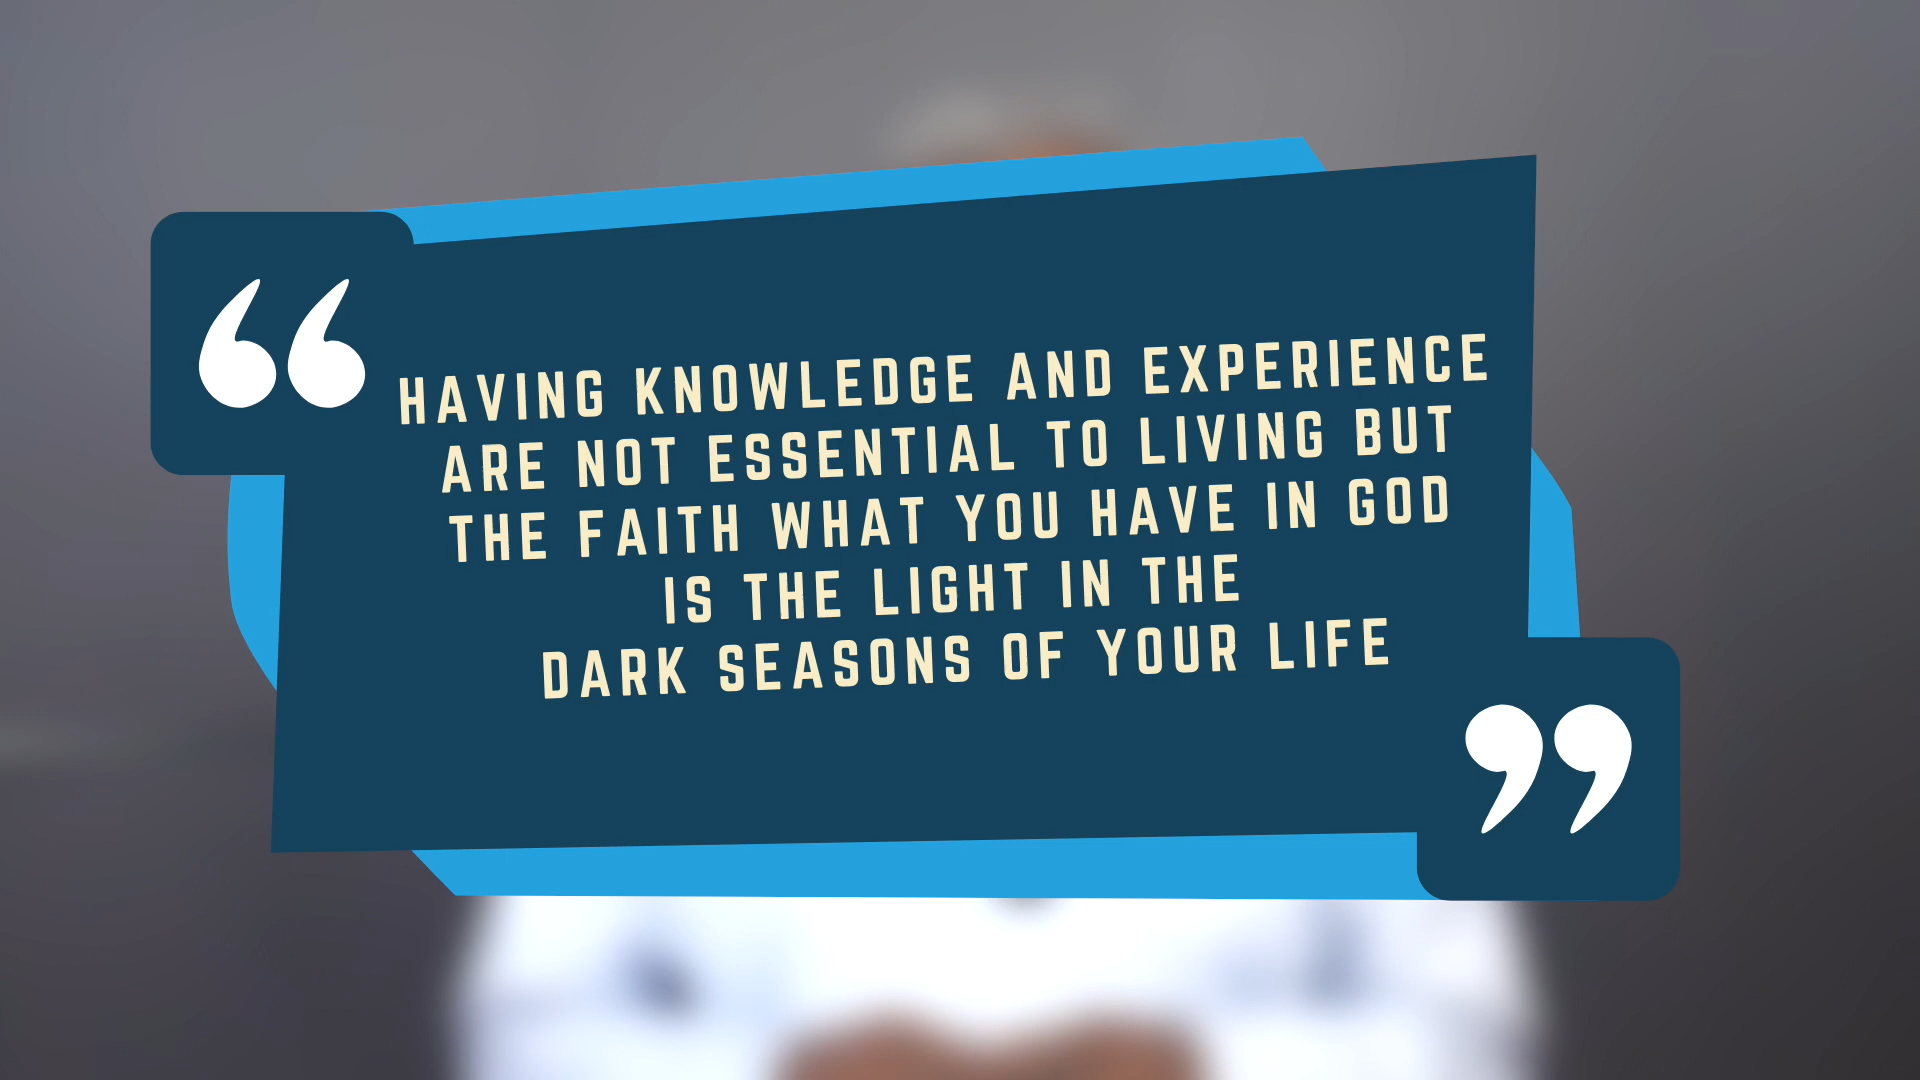 “
HAVING KNOWLEDGE AND EXPERIENCE
ARE NOT ESSENTIAL TO LIVING BUT
THE FAITH WHAT YOU HAVE IN GOD
IS THE LIGHT IN THE
DARK SEASONS OF YOUR LIFE
”